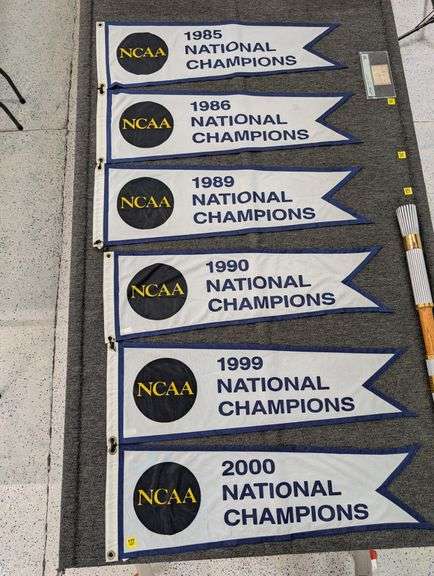 NCAA
1985
NATIONAL
CHAMPIONS
NCAA
1986
NATIONAL
CHAMPIONS
NCAA
1989
NATIONAL
CHAMPIONS
NCAA
1990
NATIONAL
CHAMPIONS
NCAA
1999
NATIONAL
CHAMPIONS
NCAA
2000
NATIONAL
CHAMPIONS